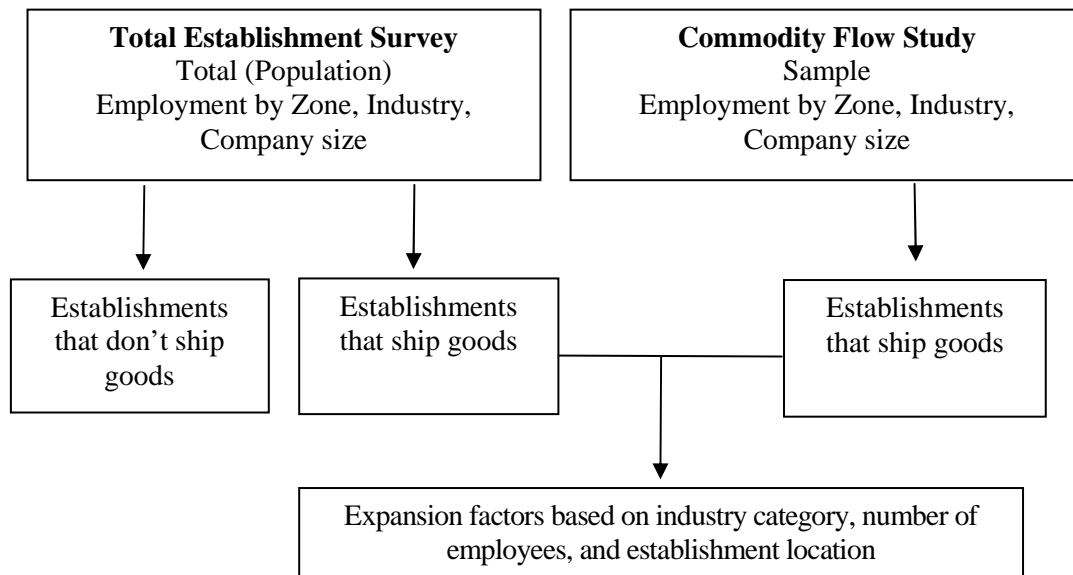 Total Establishment Survey
Total (Population)
Employment by Zone, Industry,
Company size
Commodity Flow Study
Sample
Employment by Zone, Industry,
Company size
Establishments
that don’t ship
goods
Establishments
that ship goods
Establishments
that ship goods
Expansion factors based on industry category, number of
employees, and establishment location